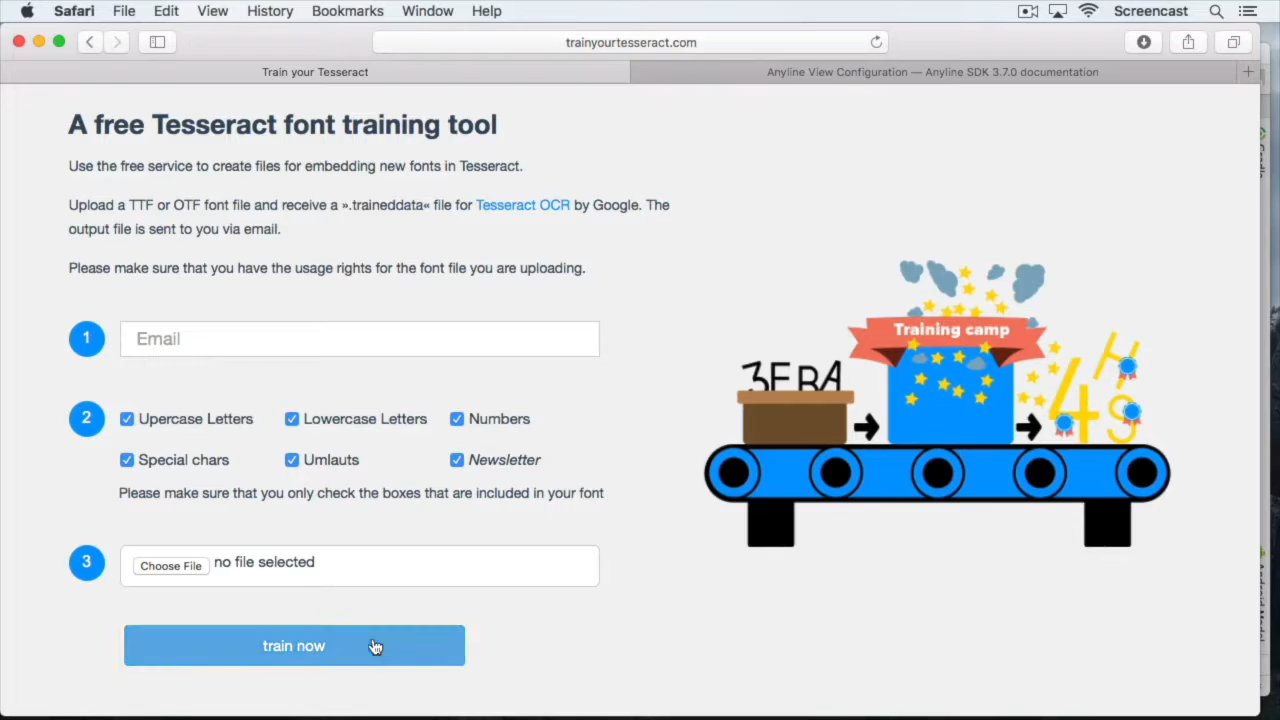 Safari File Edit View History Bookmarks Window Help Screencast
trainyourtesseract.com
Train your Tesseract
Anyline View Configuration — Anyline SDK 3.7.0 documentation
A free Tesseract font training tool
Use the free service to create files for embedding new fonts in Tesseract.
Upload a TTF or OTF font file and receive a ».traineddata« file for Tesseract OCR by Google. The
output file is sent to you via email.
Please make sure that you have the usage rights for the font file you are uploading.
1 Email
2 Upercase Letters Lowercase Letters Numbers
Special chars Umlauts Newsletter
Please make sure that you only check the boxes that are included in your font
3 Choose File no file selected
train now
Training camp
3ERA
4
H
S